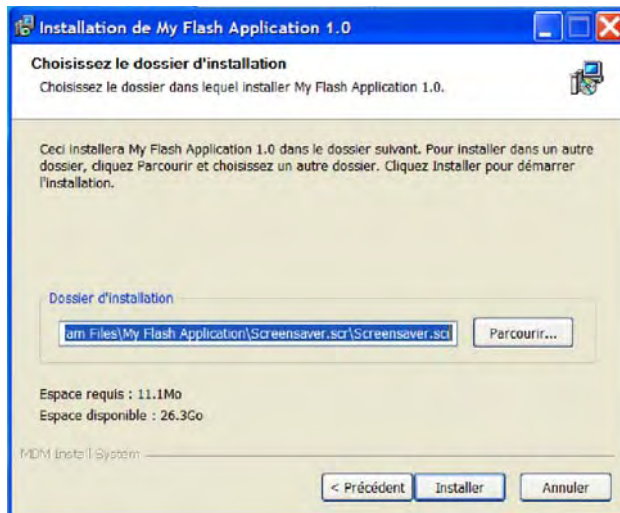 Installation de My Flash Application 1.0
Choisissez le dossier d'installation
Choisissez le dossier dans lequel installer My Flash Application 1.0.
Ceci installera My Flash Application 1.0 dans le dossier suivant. Pour installer dans un autre
dossier, cliquez Parcourir et choisissez un autre dossier. Cliquez Installer pour démarrer
l'installation.
Dossier d'installation
am Files\My Flash Application\Screensaver.scr\Screensaver.scr
Parcourir...
Espace requis : 11.1Mo
Espace disponible : 26.3Go
MDM Install System
< Précédent
Installer
Annuler